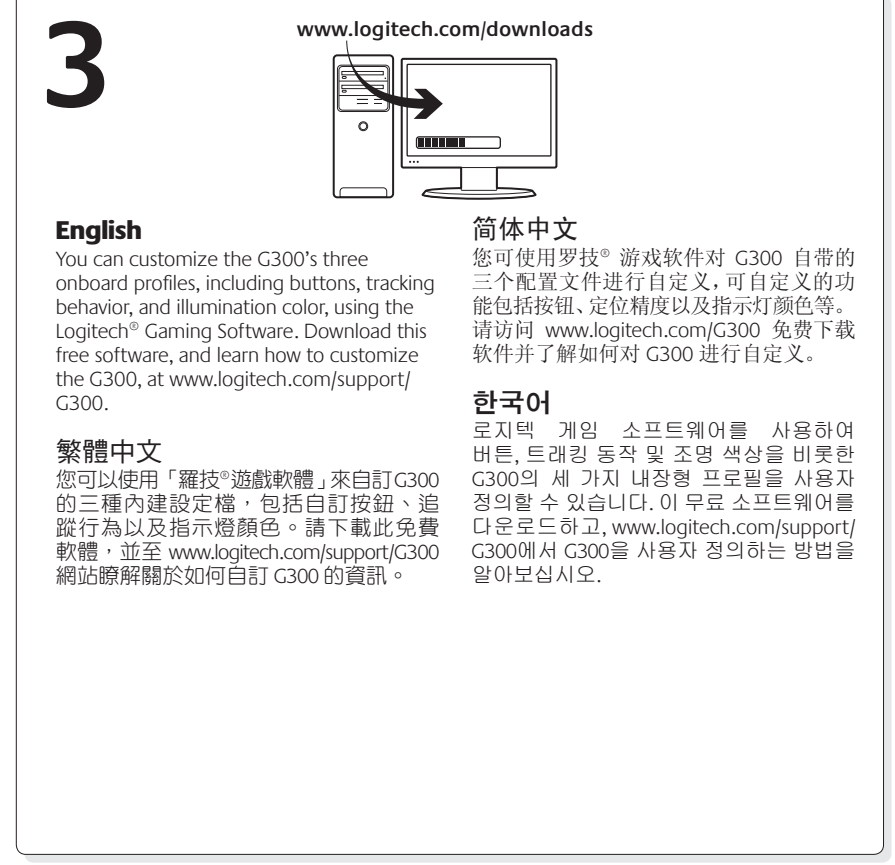 3
www.logitech.com/downloads
English
You can customize the G300's three
onboard profiles, including buttons, tracking
behavior, and illumination color, using the
Logitech® Gaming Software. Download this
free software, and learn how to customize
the G300, at www.logitech.com/support/
G300.
繁體中文
您可以使用「羅技®遊戲軟體」來自訂G300
的三種內建設定檔，包括自訂按鈕、追
蹤行為以及指示燈顏色。請下載此免費
軟體，並至 www.logitech.com/support/G300
網站瞭解關於如何自訂 G300 的資訊。
简体中文
您可使用罗技® 游戏软件对 G300 自带的
三个配置文件进行自定义，可自定义的功
能包括按钮、定位精度以及指示灯颜色等。
请访问 www.logitech.com/G300 免费下载
软件并了解如何对 G300 进行自定义。
한국어
로지텍 게임 소프트웨어를 사용하여
버튼, 트래킹 동작 및 조명 색상을 비롯한
G300의 세 가지 내장형 프로필을 사용자
정의할 수 있습니다. 이 무료 소프트웨어를
다운로드하고, www.logitech.com/support/
G300에서 G300을 사용자 정의하는 방법을
알아보십시오.